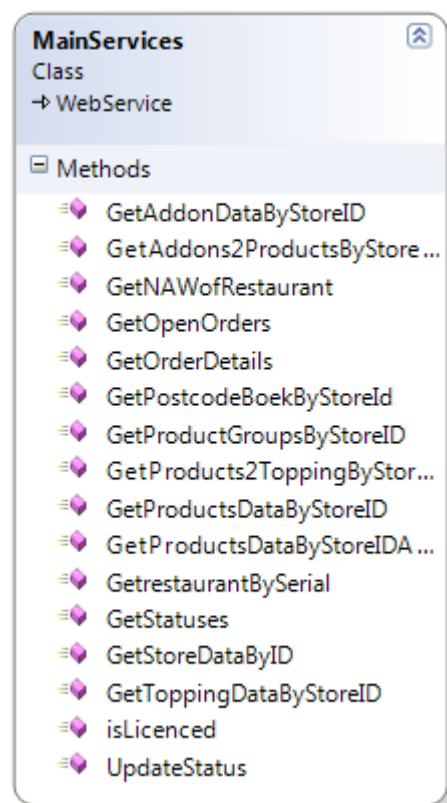 MainServices
Class
WebService
Methods
GetAddonDataByStoreID
GetAddons2ProductsByStore...
GetNAWofRestaurant
GetOpenOrders
GetOrderDetails
GetPostcodeBoekByStoreId
GetProductGroupsByStoreID
GetProducts2ToppingByStor...
GetProductsDataByStoreID
GetProductsDataByStoreIDA...
GetrestaurantBySerial
GetStatuses
GetStoreDataByID
GetToppingDataByStoreID
isLicenced
UpdateStatus